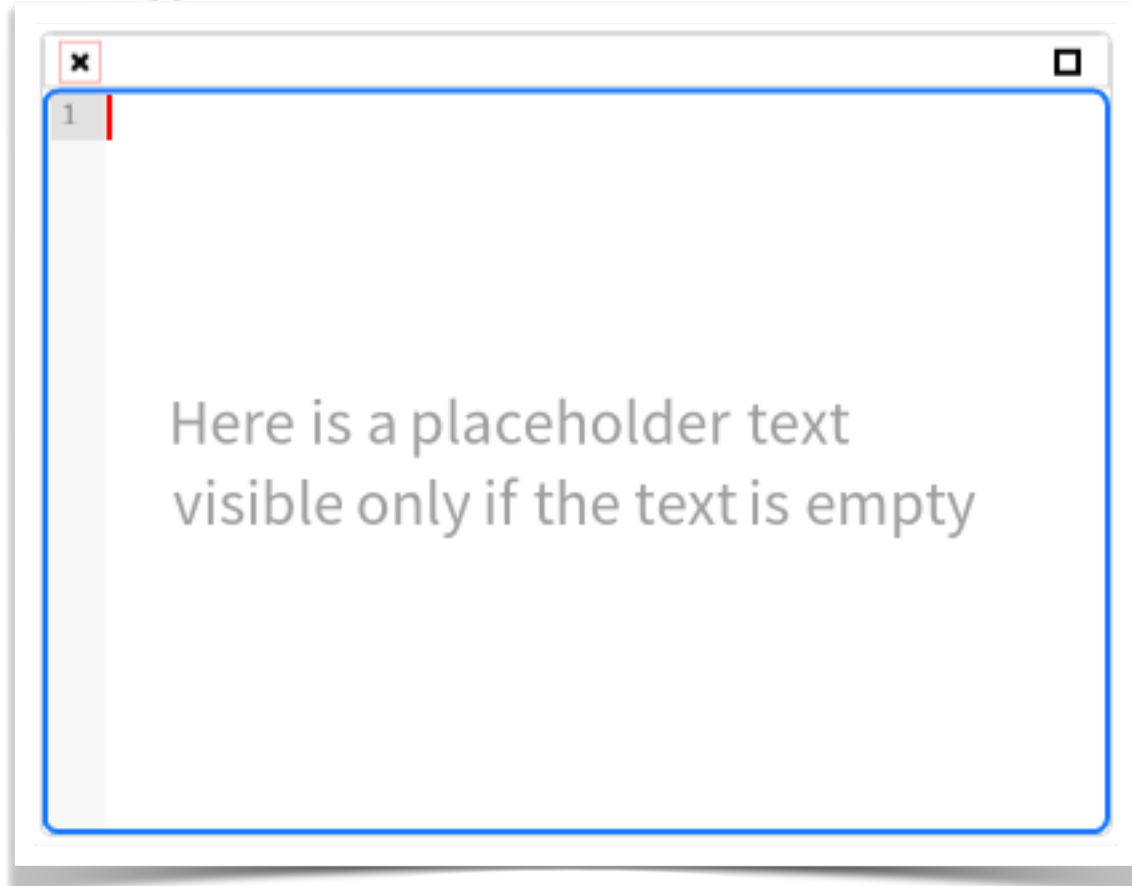 1
Here is a placeholder text
visible only if the text is empty